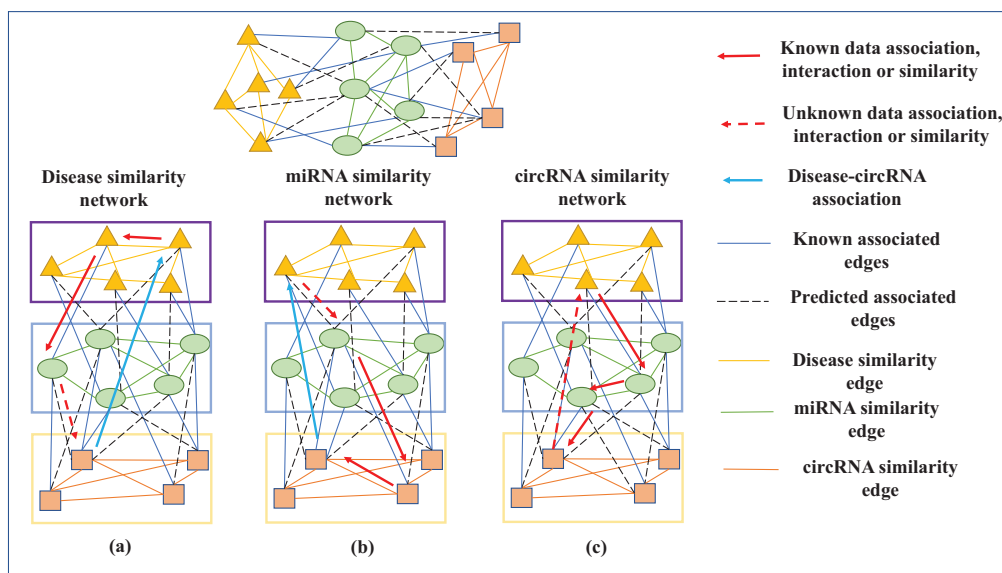 Known data association,
interaction or similarity
Unknown data association,
interaction or similarity
Disease similarity
network
miRNA similarity
network
circRNA similarity
network
Disease-circRNA
association
Known associated
edges
Predicted associated
edges
Disease similarity
edge
miRNA similarity
edge
circRNA similarity
edge
(a)
(b)
(c)